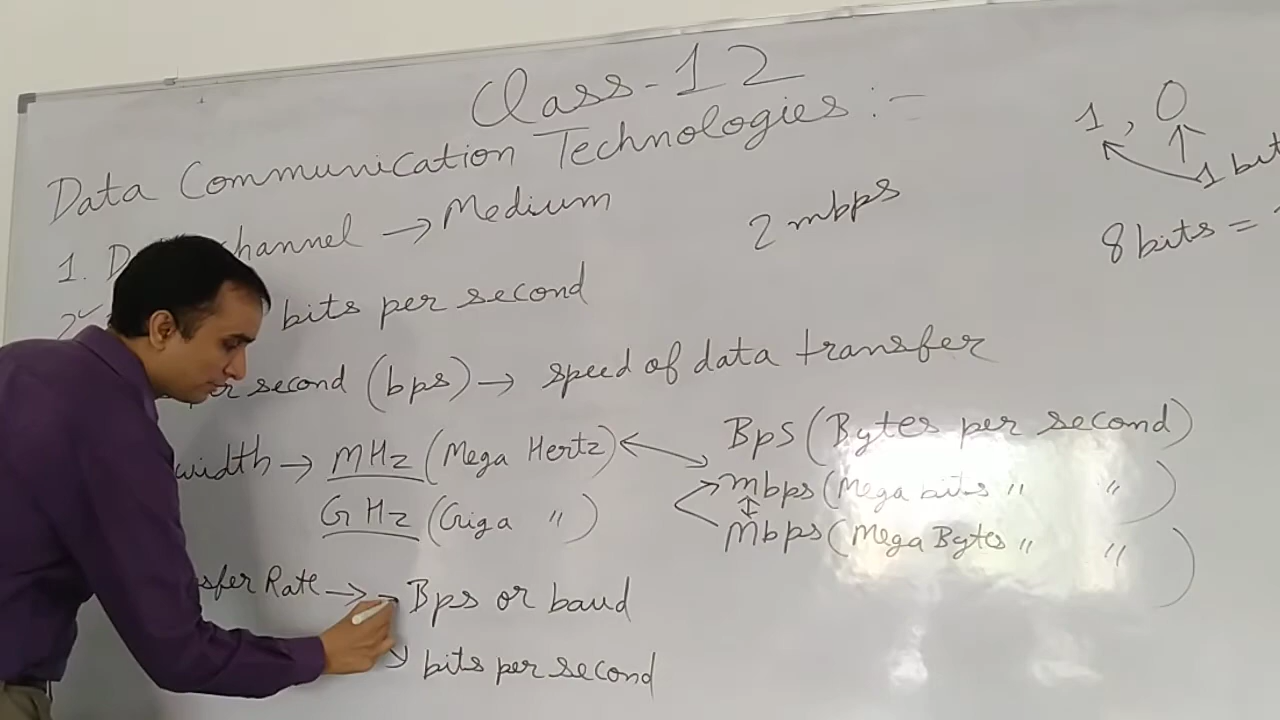 Class-12
Data Communication Technologies:-
1. channel → Medium
2 mbps
1, 0
1 bit
8 bits =
bits per second
second (bps) → speed of data transfer
width → MHz (Mega Hertz)
GHz (Giga ")
Bps (Bytes per second)
mbps (Mega bits " ")
Mbps (Mega Bytes " ")
sfer Rate → Bps or baud
bits per second